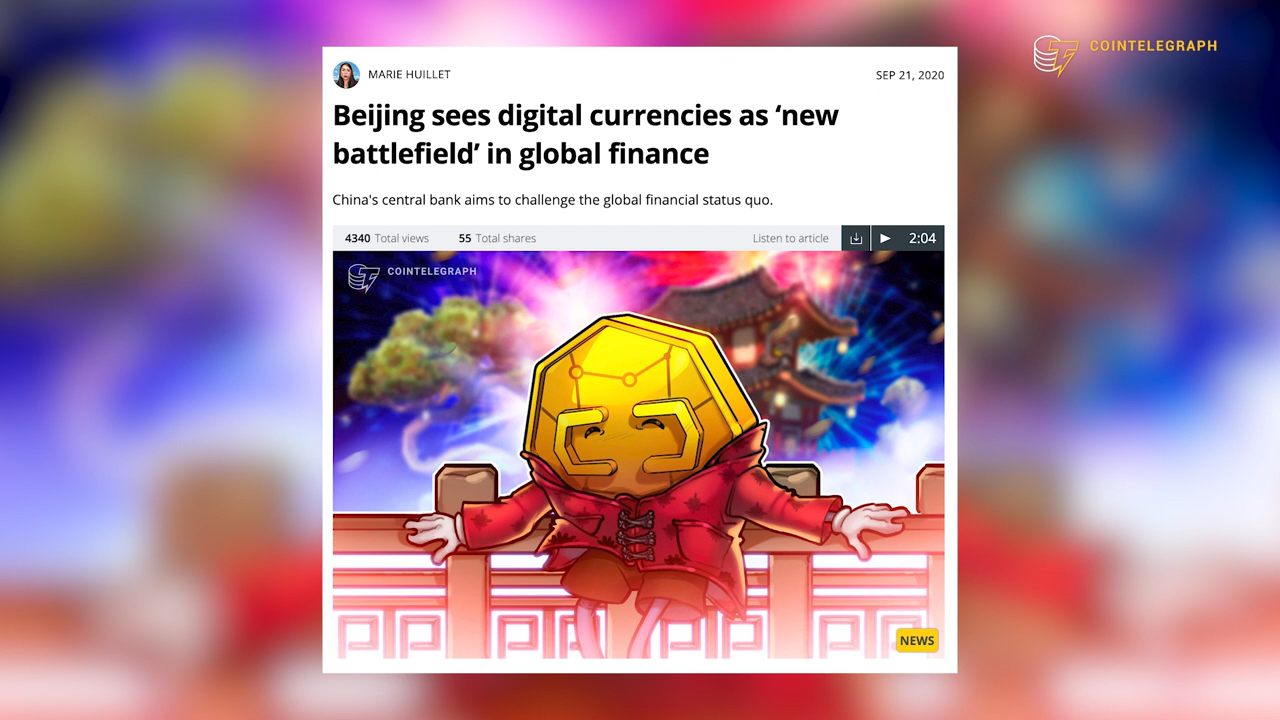 COINTELEGRAPH
MARIE HUILLET
SEP 21, 2020
Beijing sees digital currencies as ‘new
battlefield’ in global finance
China's central bank aims to challenge the global financial status quo.
4340 Total views 55 Total shares Listen to article 2:04
COINTELEGRAPH
NEWS